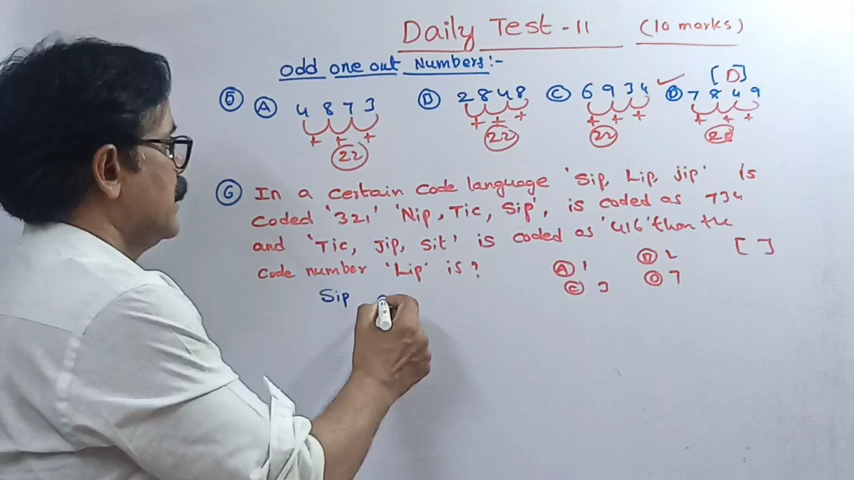 Daily Test - 11 (10 marks)
Odd one out Numbers:-
[D]
5 A 4 8 7 3 B 2 8 4 8 C 6 9 3 4 D 7 8 4 9
+ + + + + + + + + + + +
22 22 22 28
6 In a certain code language 'Sip, Lip, Jip' is
coded '321' 'Nip, Tic, Sip', is coded as 734
and 'Tic, Jip, Sit' is coded as '416' then the
code number 'Lip' is? [ ]
A 1 B 2
C 3 D 7
Sip